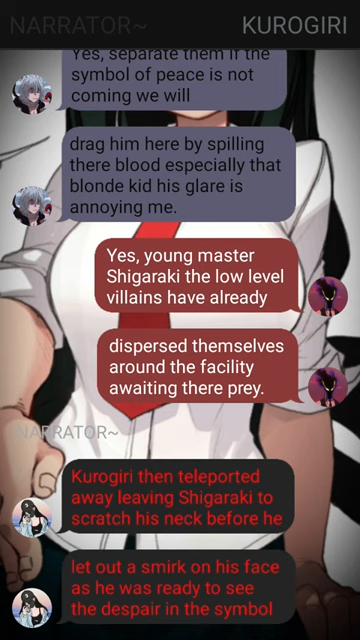 NARRATOR~ KUROGIRI
Yes, separate them if the
symbol of peace is not
coming we will
drag him here by spilling
there blood especially that
blonde kid his glare is
annoying me.
Yes, young master
Shigaraki the low level
villains have already
dispersed themselves
around the facility
awaiting there prey.
NARRATOR~
Kurogiri then teleported
away leaving Shigaraki to
scratch his neck before he
let out a smirk on his face
as he was ready to see
the despair in the symbol